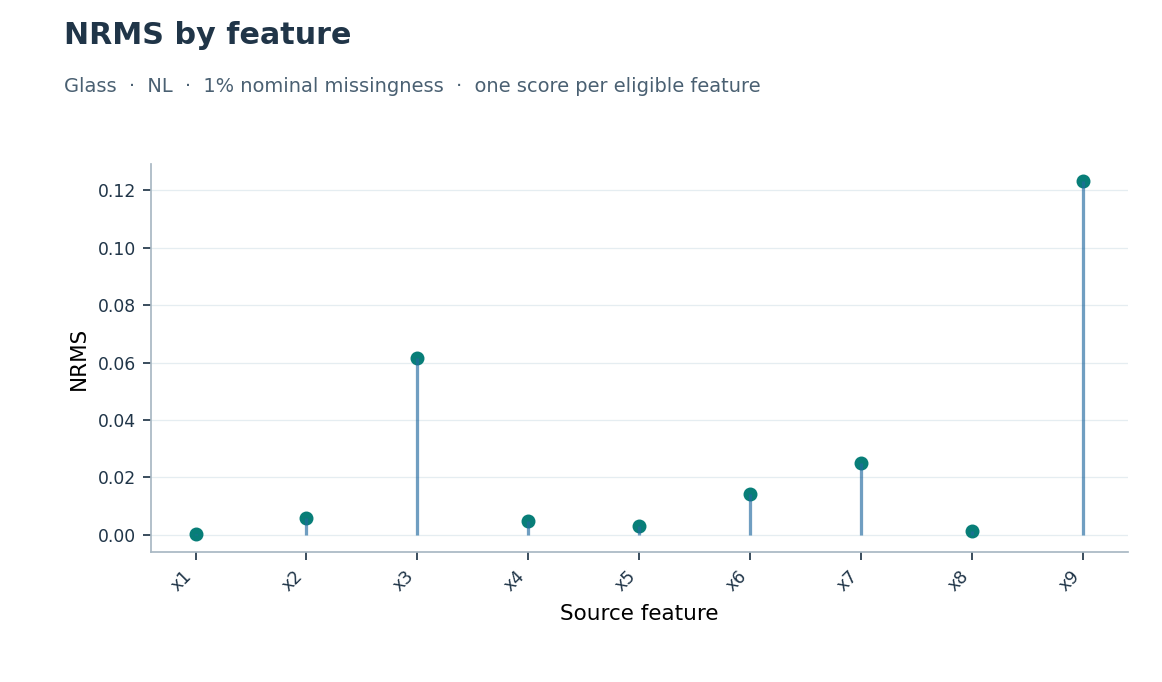 NRMS by feature
Glass · NL · 1% nominal missingness · one score per eligible feature
0.12
0.10
0.08
0.06
0.04
0.02
0.00
NRMS
x1 x2 x3 x4 x5 x6 x7 x8 x9
Source feature